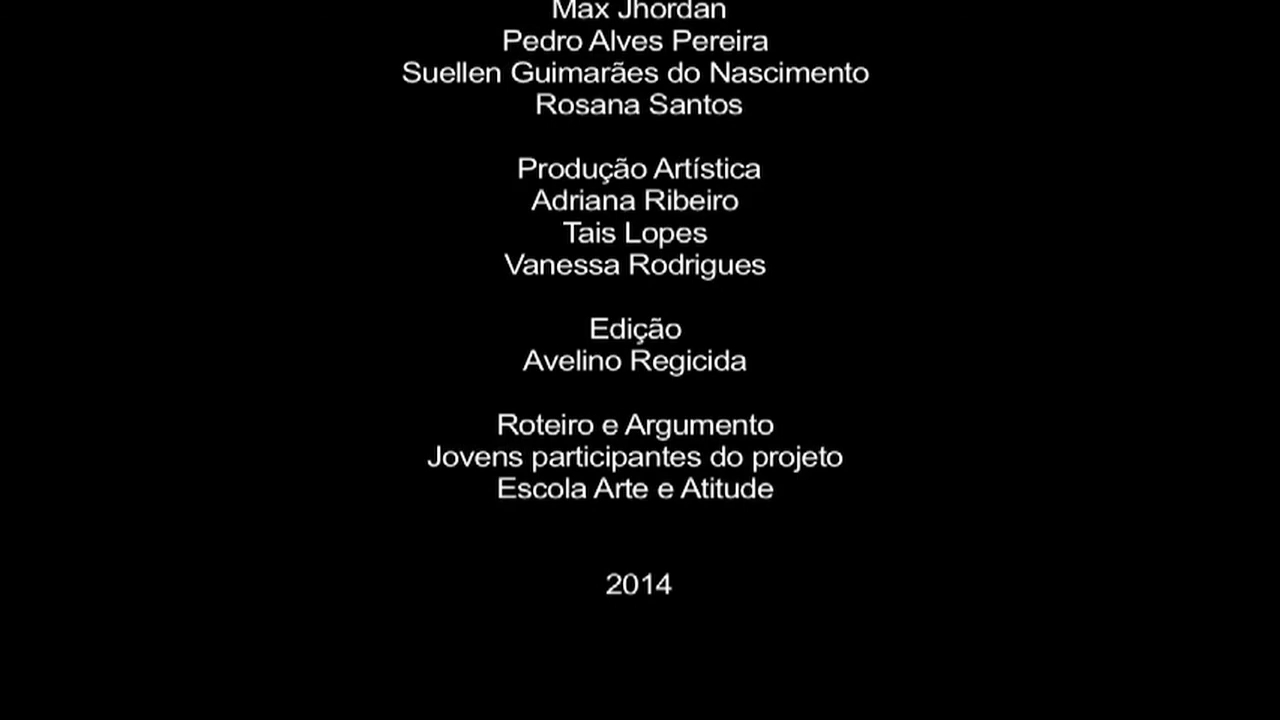 Max Jhordan
Pedro Alves Pereira
Suellen Guimarães do Nascimento
Rosana Santos
Produção Artística
Adriana Ribeiro
Tais Lopes
Vanessa Rodrigues
Edição
Avelino Regicida
Roteiro e Argumento
Jovens participantes do projeto
Escola Arte e Atitude
2014